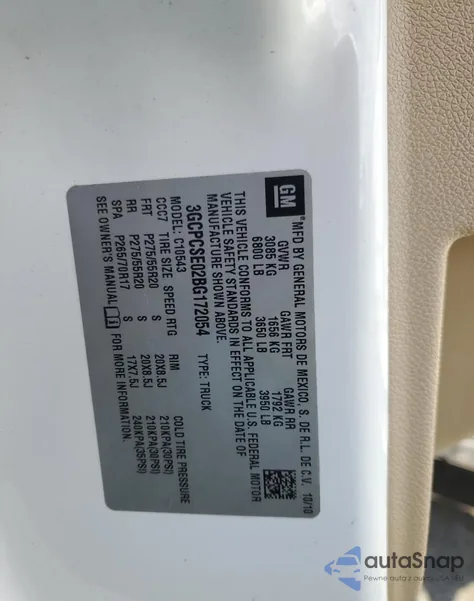 GM
MFD BY GENERAL MOTORS DE MEXICO, S. DE R.L. DE C.V. 10/10
GVWR GAWR FRT GAWR RR
3085 KG 1656 KG 1792 KG
6800 LB 3650 LB 3950 LB
THIS VEHICLE CONFORMS TO ALL APPLICABLE U.S. FEDERAL MOTOR
VEHICLE SAFETY STANDARDS IN EFFECT ON THE DATE OF
MANUFACTURE SHOWN ABOVE.
3GCPCSE02BG172054 TYPE: TRUCK
MODEL: C10543
CCC7 TIRE SIZE SPEED RTG RIM COLD TIRE PRESSURE
FRT P275/55R20 S 20X8.5J 210KPA(30PSI)
RR P275/55R20 S 20X8.5J 210KPA(30PSI)
SPA P265/70R17 S 17X7.5J 240KPA(35PSI)
SEE OWNER'S MANUAL FOR MORE INFORMATION.
autaSnap
Pewne auta z USA